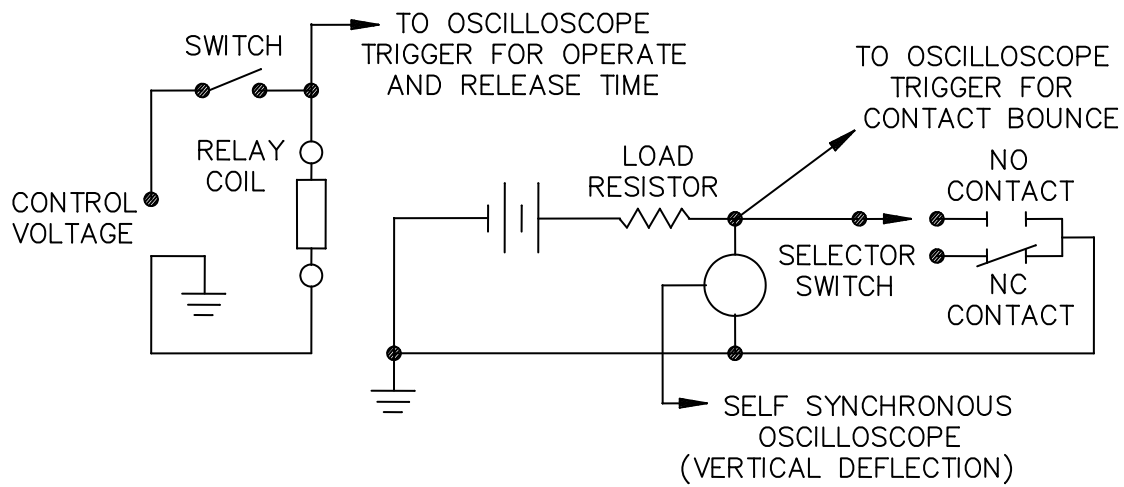 TO OSCILLOSCOPE
TRIGGER FOR OPERATE
AND RELEASE TIME
SWITCH
TO OSCILLOSCOPE
TRIGGER FOR
CONTACT BOUNCE
RELAY
COIL
LOAD
RESISTOR
NO
CONTACT
CONTROL
VOLTAGE
SELECTOR
SWITCH
NC
CONTACT
SELF SYNCHRONOUS
OSCILLOSCOPE
(VERTICAL DEFLECTION)